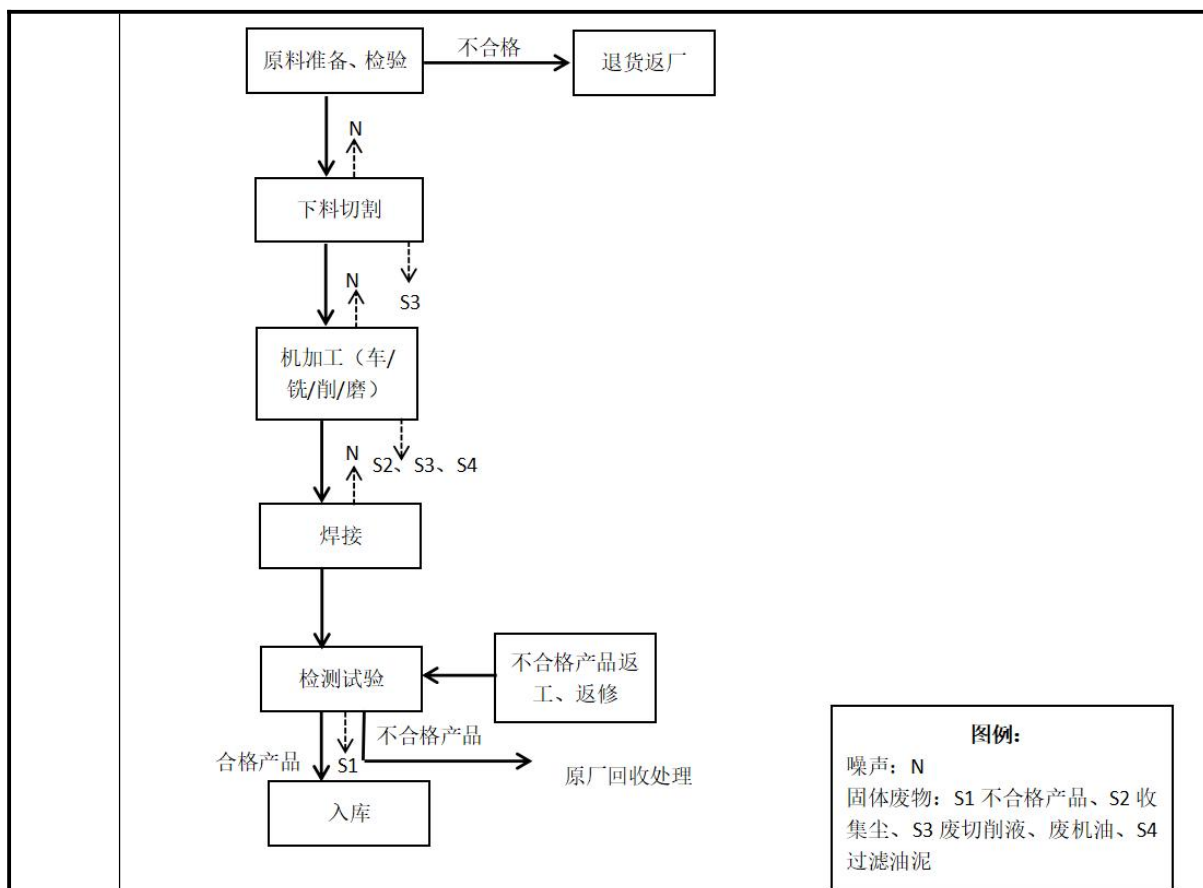 原料准备、检验
不合格
退货返厂
N
下料切割
N
S3
机加工（车/
铣/削/磨）
N
S2、S3、S4
焊接
检测试验
不合格产品返
工、返修
不合格产品
合格产品
S1
原厂回收处理
入库
图例：
噪声：N
固体废物：S1 不合格产品、S2 收
集尘、S3 废切削液、废机油、S4
过滤油泥